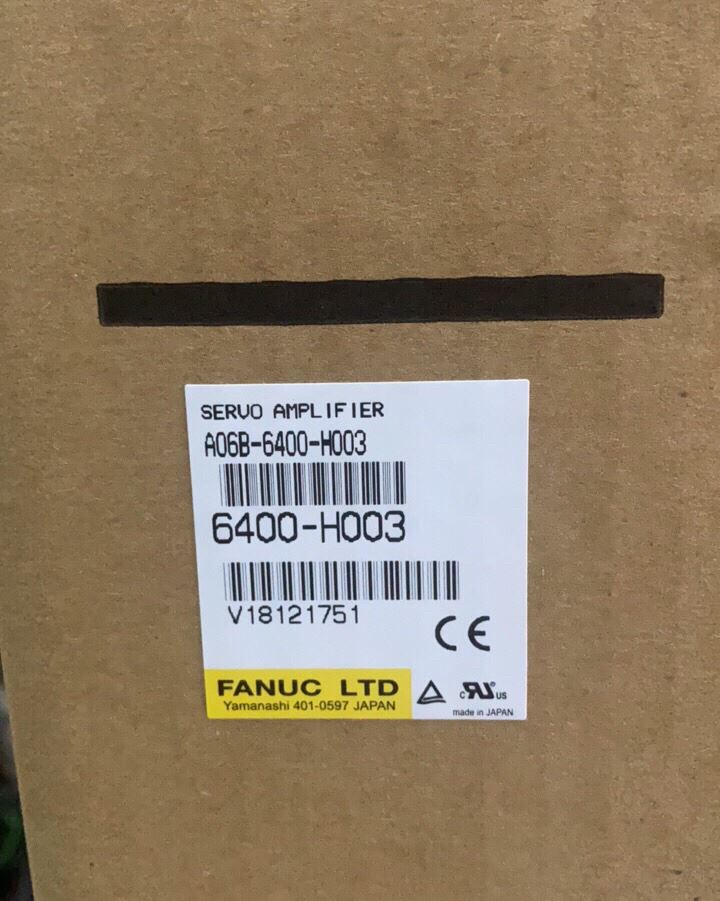 SERVO AMPLIFIER
A06B-6400-H003
6400-H003
V18121751
CE
FANUC LTD
Yamanashi 401-0597 JAPAN
c RU® US
made in JAPAN